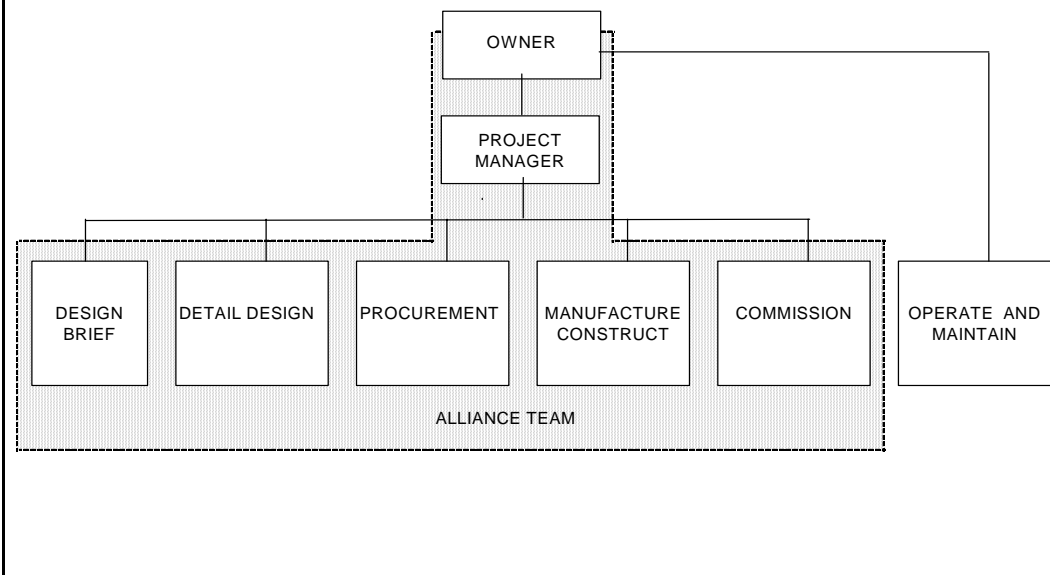 OWNER
PROJECT
MANAGER
DESIGN
BRIEF
DETAIL DESIGN
PROCUREMENT
MANUFACTURE
CONSTRUCT
COMMISSION
OPERATE AND
MAINTAIN
ALLIANCE TEAM